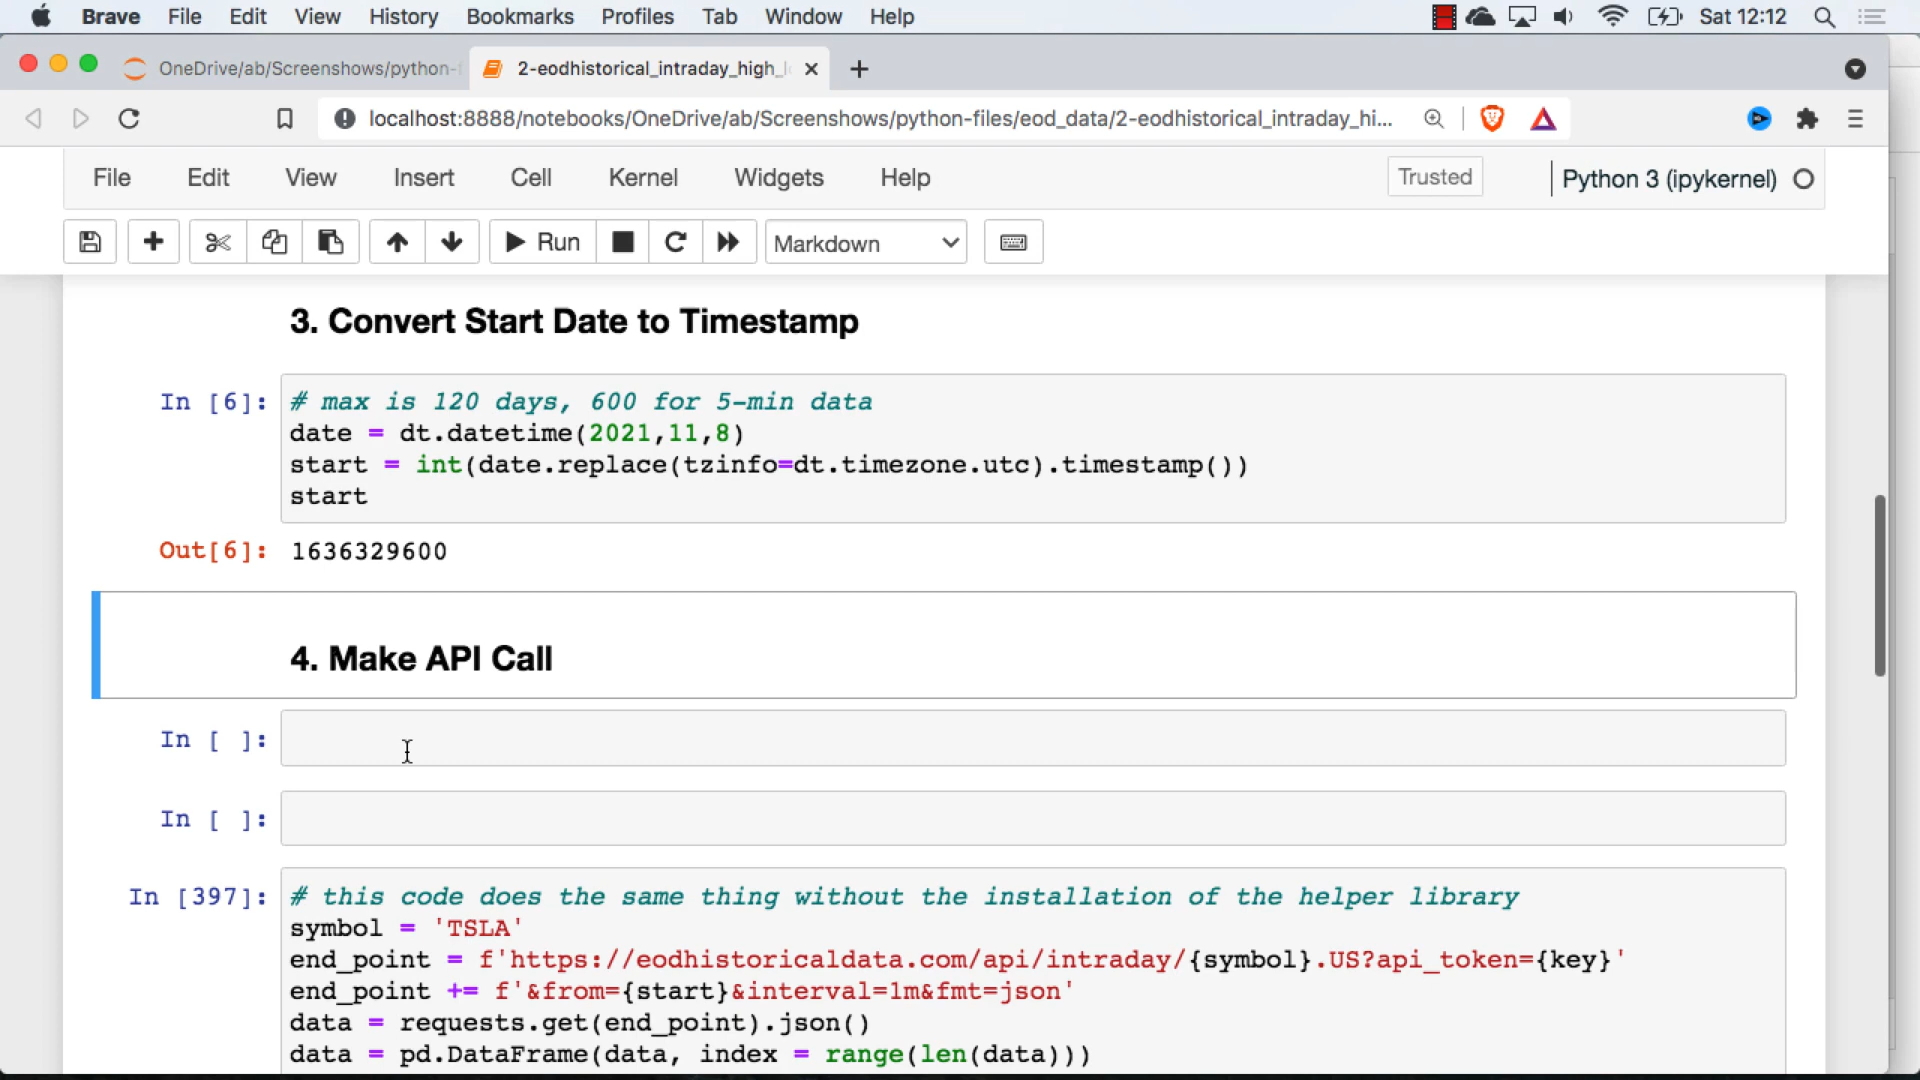 Brave File Edit View History Bookmarks Profiles Tab Window Help Sat 12:12
OneDrive/ab/Screenshows/python- 2-eodhistorical_intraday_high_
localhost:8888/notebooks/OneDrive/ab/Screenshows/python-files/eod_data/2-eodhistorical_intraday_hi...
File Edit View Insert Cell Kernel Widgets Help Trusted Python 3 (ipykernel)
Run Markdown
3. Convert Start Date to Timestamp
In [6]: # max is 120 days, 600 for 5-min data
date = dt.datetime(2021,11,8)
start = int(date.replace(tzinfo=dt.timezone.utc).timestamp())
start
Out[6]: 1636329600
4. Make API Call
In [ ]:
In [ ]:
In [397]: # this code does the same thing without the installation of the helper library
symbol = 'TSLA'
end_point = f'https://eodhistoricaldata.com/api/intraday/{symbol}.US?api_token={key}'
end_point += f'&from={start}&interval=1m&fmt=json'
data = requests.get(end_point).json()
data = pd.DataFrame(data, index = range(len(data)))